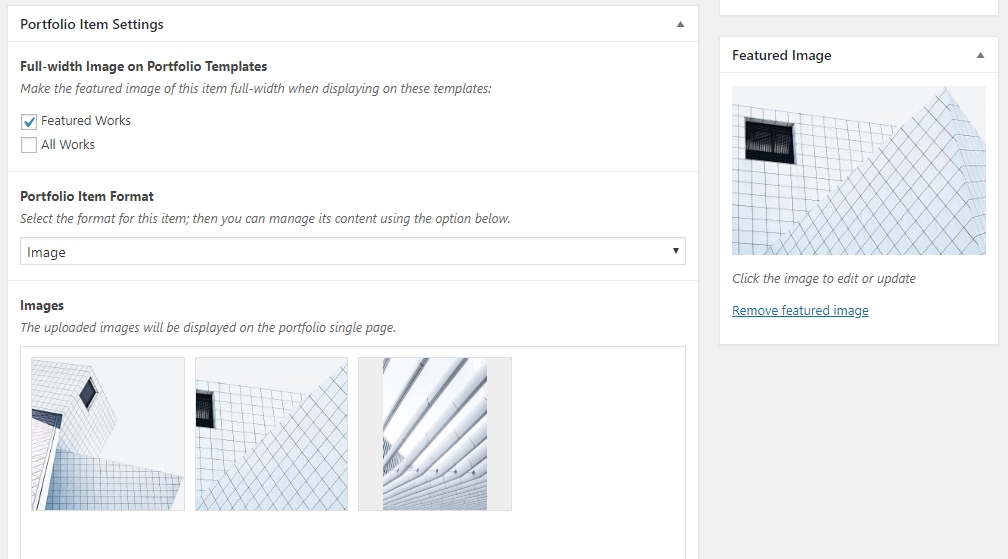 Portfolio Item Settings
Full-width Image on Portfolio Templates
Make the featured image of this item full-width when displaying on these templates:
Featured Works
All Works
Portfolio Item Format
Select the format for this item; then you can manage its content using the option below.
Image
Images
The uploaded images will be displayed on the portfolio single page.
Featured Image
Click the image to edit or update
Remove featured image